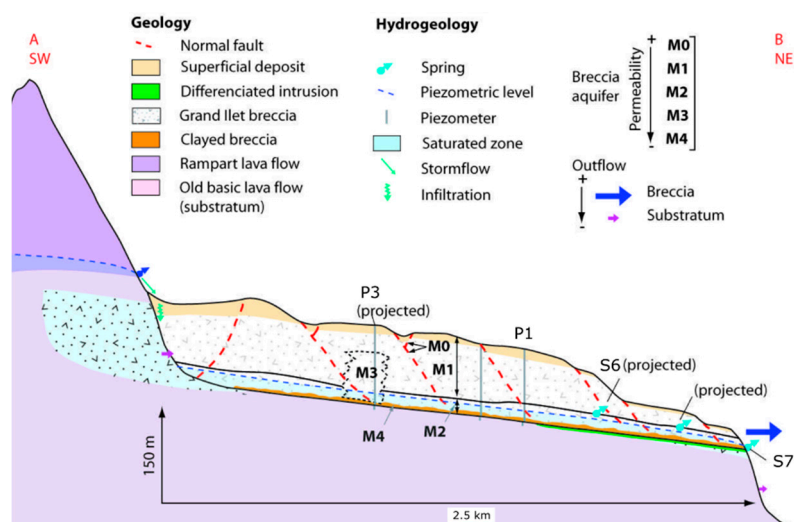 A
SW
Geology
Normal fault
Superficial deposit
Differenciated intrusion
Grand Ilet breccia
Clayed breccia
Rampart lava flow
Old basic lava flow
(substratum)
Hydrogeology
Spring
Piezometric level
Piezometer
Saturated zone
Stormflow
Infiltration
Breccia
aquifer
Permeability
+
-
M0
M1
M2
M3
M4
Outflow
+
-
Breccia
Substratum
B
NE
P3
(projected)
P1
M0
M1
M3
S6 (projected)
(projected)
M4
M2
S7
150 m
2.5 km